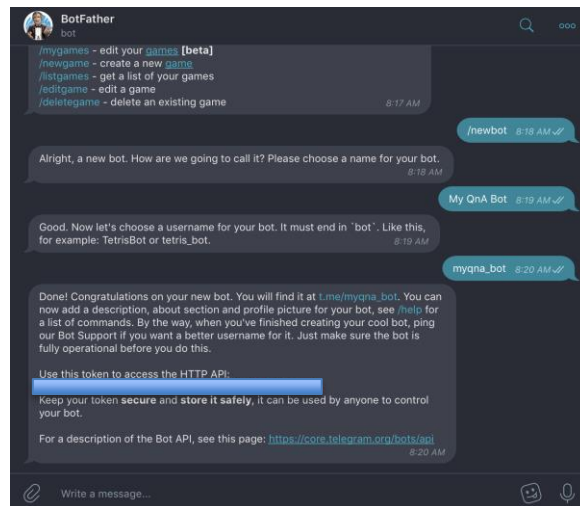 BotFather
bot
/mygames - edit your games [beta]
/newgame - create a new game
/listgames - get a list of your games
/editgame - edit a game
/deletegame - delete an existing game
8:17 AM
/newbot 8:18 AM
Alright, a new bot. How are we going to call it? Please choose a name for your bot.
8:18 AM
My QnA Bot 8:19 AM
Good. Now let's choose a username for your bot. It must end in `bot`. Like this,
for example: TetrisBot or tetris_bot.
8:19 AM
myqna_bot 8:20 AM
Done! Congratulations on your new bot. You will find it at t.me/myqna_bot. You can
now add a description, about section and profile picture for your bot, see /help for
a list of commands. By the way, when you've finished creating your cool bot, ping
our Bot Support if you want a better username for it. Just make sure the bot is
fully operational before you do this.
Use this token to access the HTTP API:
Keep your token secure and store it safely, it can be used by anyone to control
your bot.
For a description of the Bot API, see this page: https://core.telegram.org/bots/api
8:20 AM
Write a message...